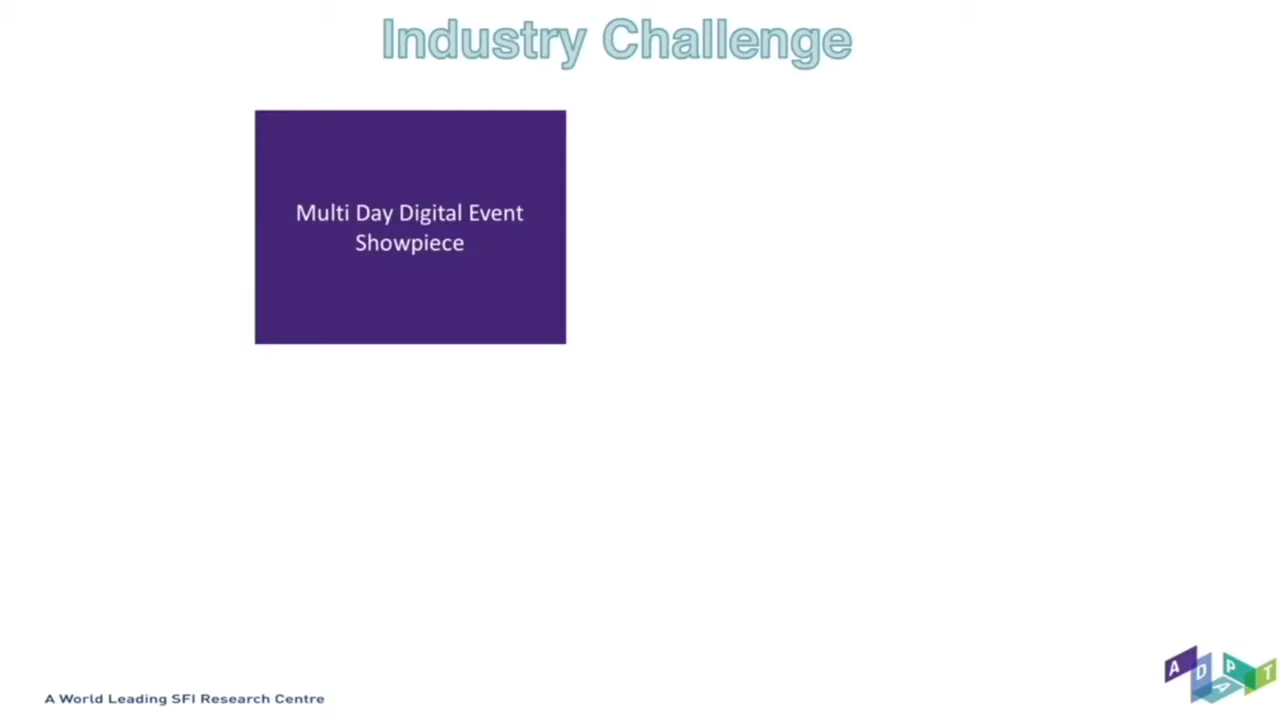 Industry Challenge
Multi Day Digital Event
Showpiece
A World Leading SFI Research Centre
ADAPT